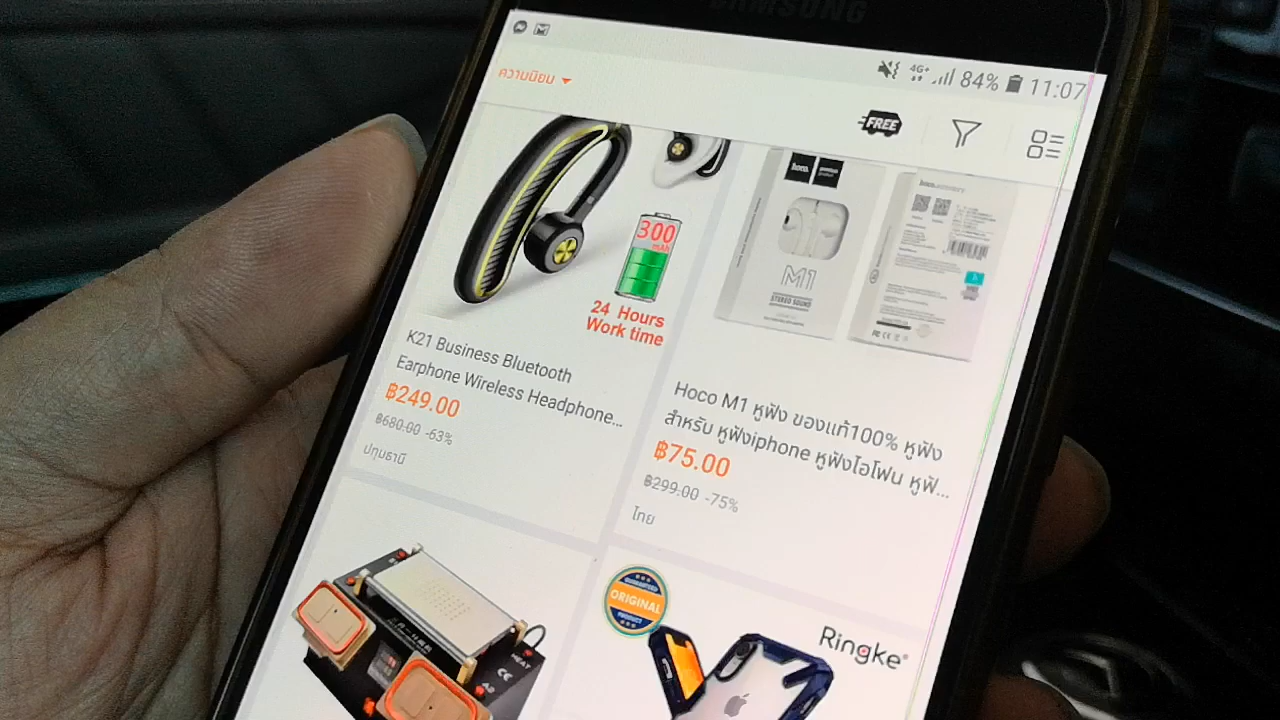 SAMSUNG
4G+ 84% 11:07
ความนิยม
FREE
300
mAh
24 Hours
Work time
K21 Business Bluetooth
Earphone Wireless Headphone...
฿249.00
฿680.00 -63%
ปทุมธานี
hoco.
M1
STEREO SOUND
Hoco M1 หูฟัง ของแท้100% หูฟัง
สำหรับ หูฟังiphone หูฟังไอโฟน หูฟั...
฿75.00
฿299.00 -75%
ไทย
HEAT
CE
GUARANTEED
ORIGINAL
PRODUCT
Ringke